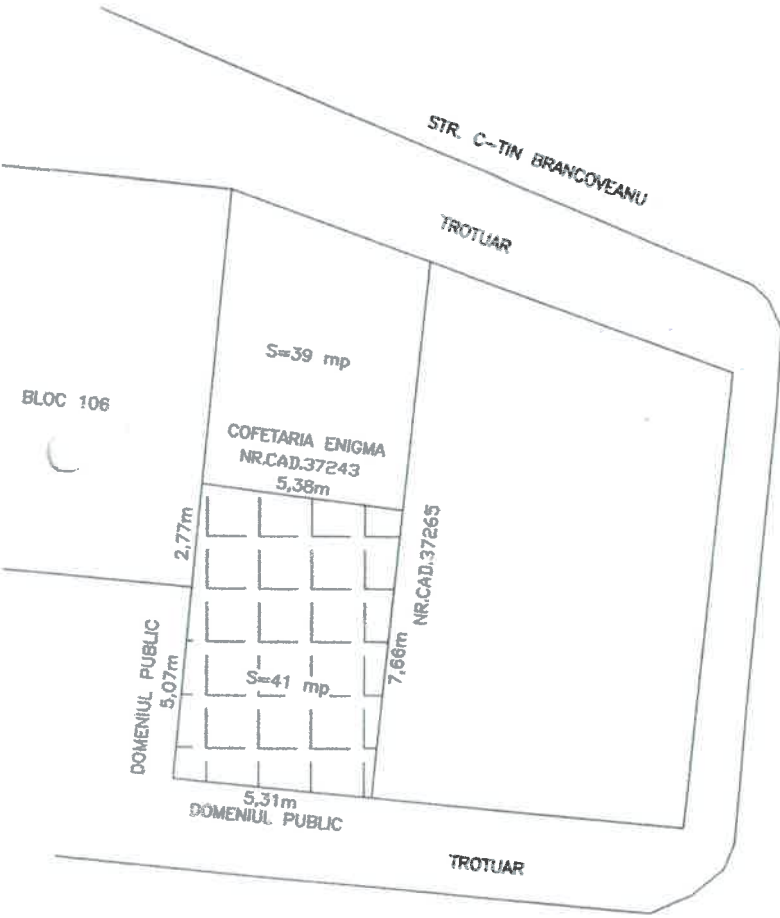 STR. C-TIN BRANCOVEANU
TROTUAR
S=39 mp
BLOC 106
COFETARIA ENIGMA
NR.CAD.37243
5,38m
2,77m
NR.CAD.37265
7,66m
DOMENIUL PUBLIC
5,07m
S=41 mp
5,31m
DOMENIUL PUBLIC
TROTUAR